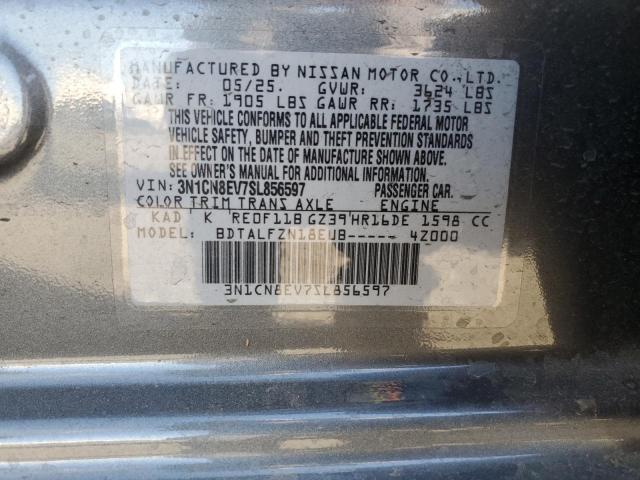 MANUFACTURED BY NISSAN MOTOR CO.,LTD.
DATE: 05/25. GVWR: 3624 LBS
GAWR FR: 1905 LBS GAWR RR: 1735 LBS
THIS VEHICLE CONFORMS TO ALL APPLICABLE FEDERAL MOTOR
VEHICLE SAFETY, BUMPER AND THEFT PREVENTION STANDARDS
IN EFFECT ON THE DATE OF MANUFACTURE SHOWN ABOVE.
SEE OWNER'S MANUAL FOR ADDITIONAL INFORMATION.
VIN: 3N1CN8EV7SL856597 PASSENGER CAR
COLOR TRIM TRANS AXLE ENGINE
KAD K RE0F11B GZ39 HR16DE 1598 CC
MODEL: BDTALFZN18EUB----- 4Z000
3N1CN8EV7SL856597